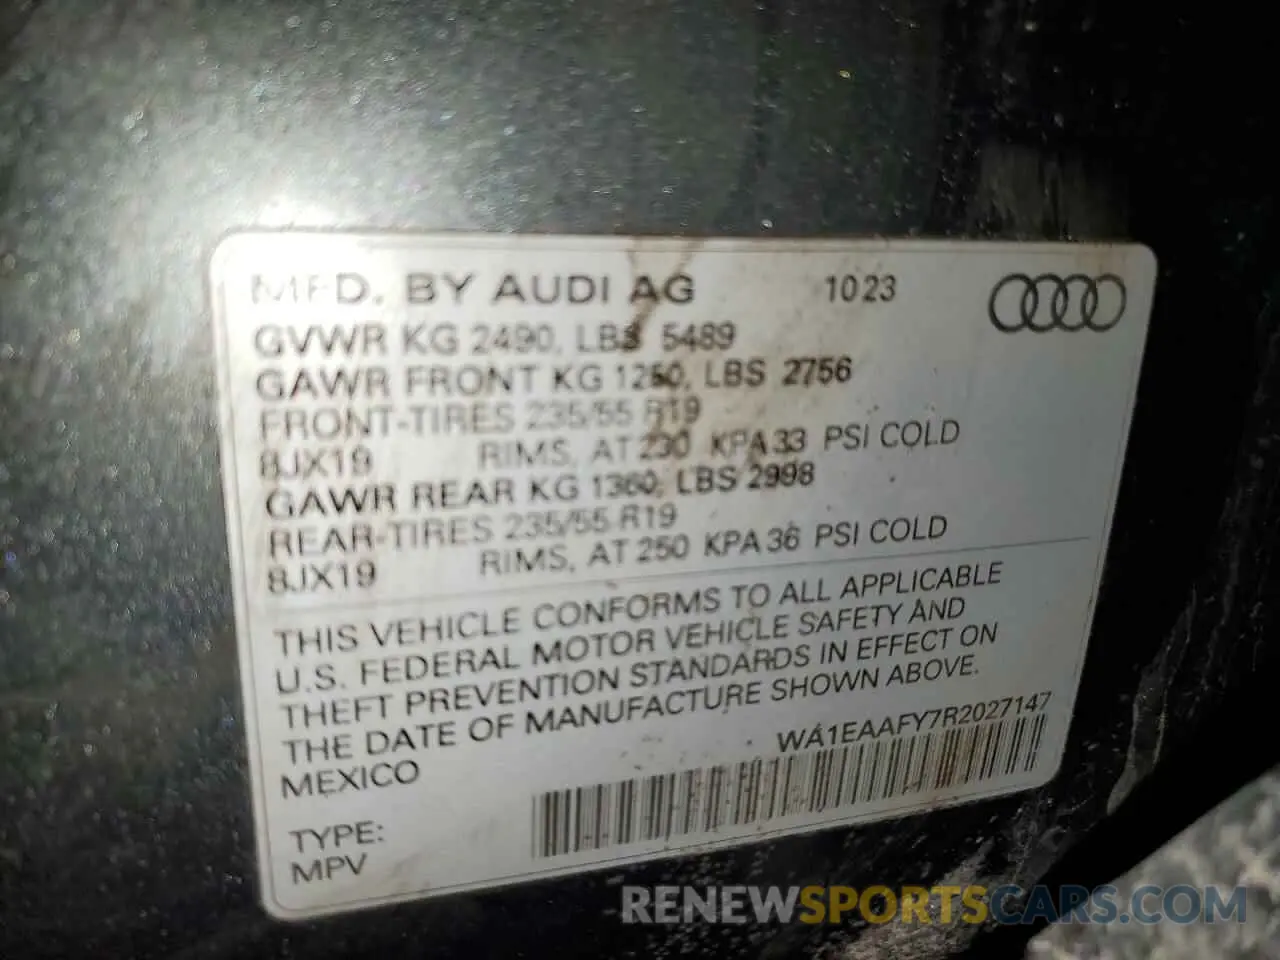 MFD. BY AUDI AG 1023
GVWR KG 2490, LBS 5489
GAWR FRONT KG 1250, LBS 2756
FRONT-TIRES 235/55 R19
8JX19 RIMS, AT 230 KPA 33 PSI COLD
GAWR REAR KG 1360, LBS 2998
REAR-TIRES 235/55 R19
8JX19 RIMS, AT 250 KPA 36 PSI COLD
THIS VEHICLE CONFORMS TO ALL APPLICABLE
U.S. FEDERAL MOTOR VEHICLE SAFETY AND
THEFT PREVENTION STANDARDS IN EFFECT ON
THE DATE OF MANUFACTURE SHOWN ABOVE.
MEXICO WA1EAAFY7R2027147
TYPE:
MPV
RENEWSPORTSCARS.COM